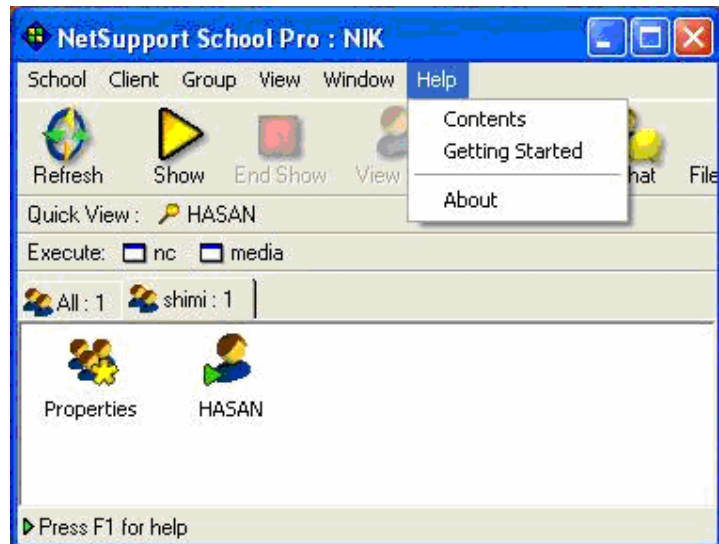 NetSupport School Pro : NIK
School Client Group View Window Help
Contents
Getting Started
About
Refresh Show End Show View hat File
Quick View : HASAN
Execute: nc media
All : 1 shimi : 1
Properties HASAN
Press F1 for help